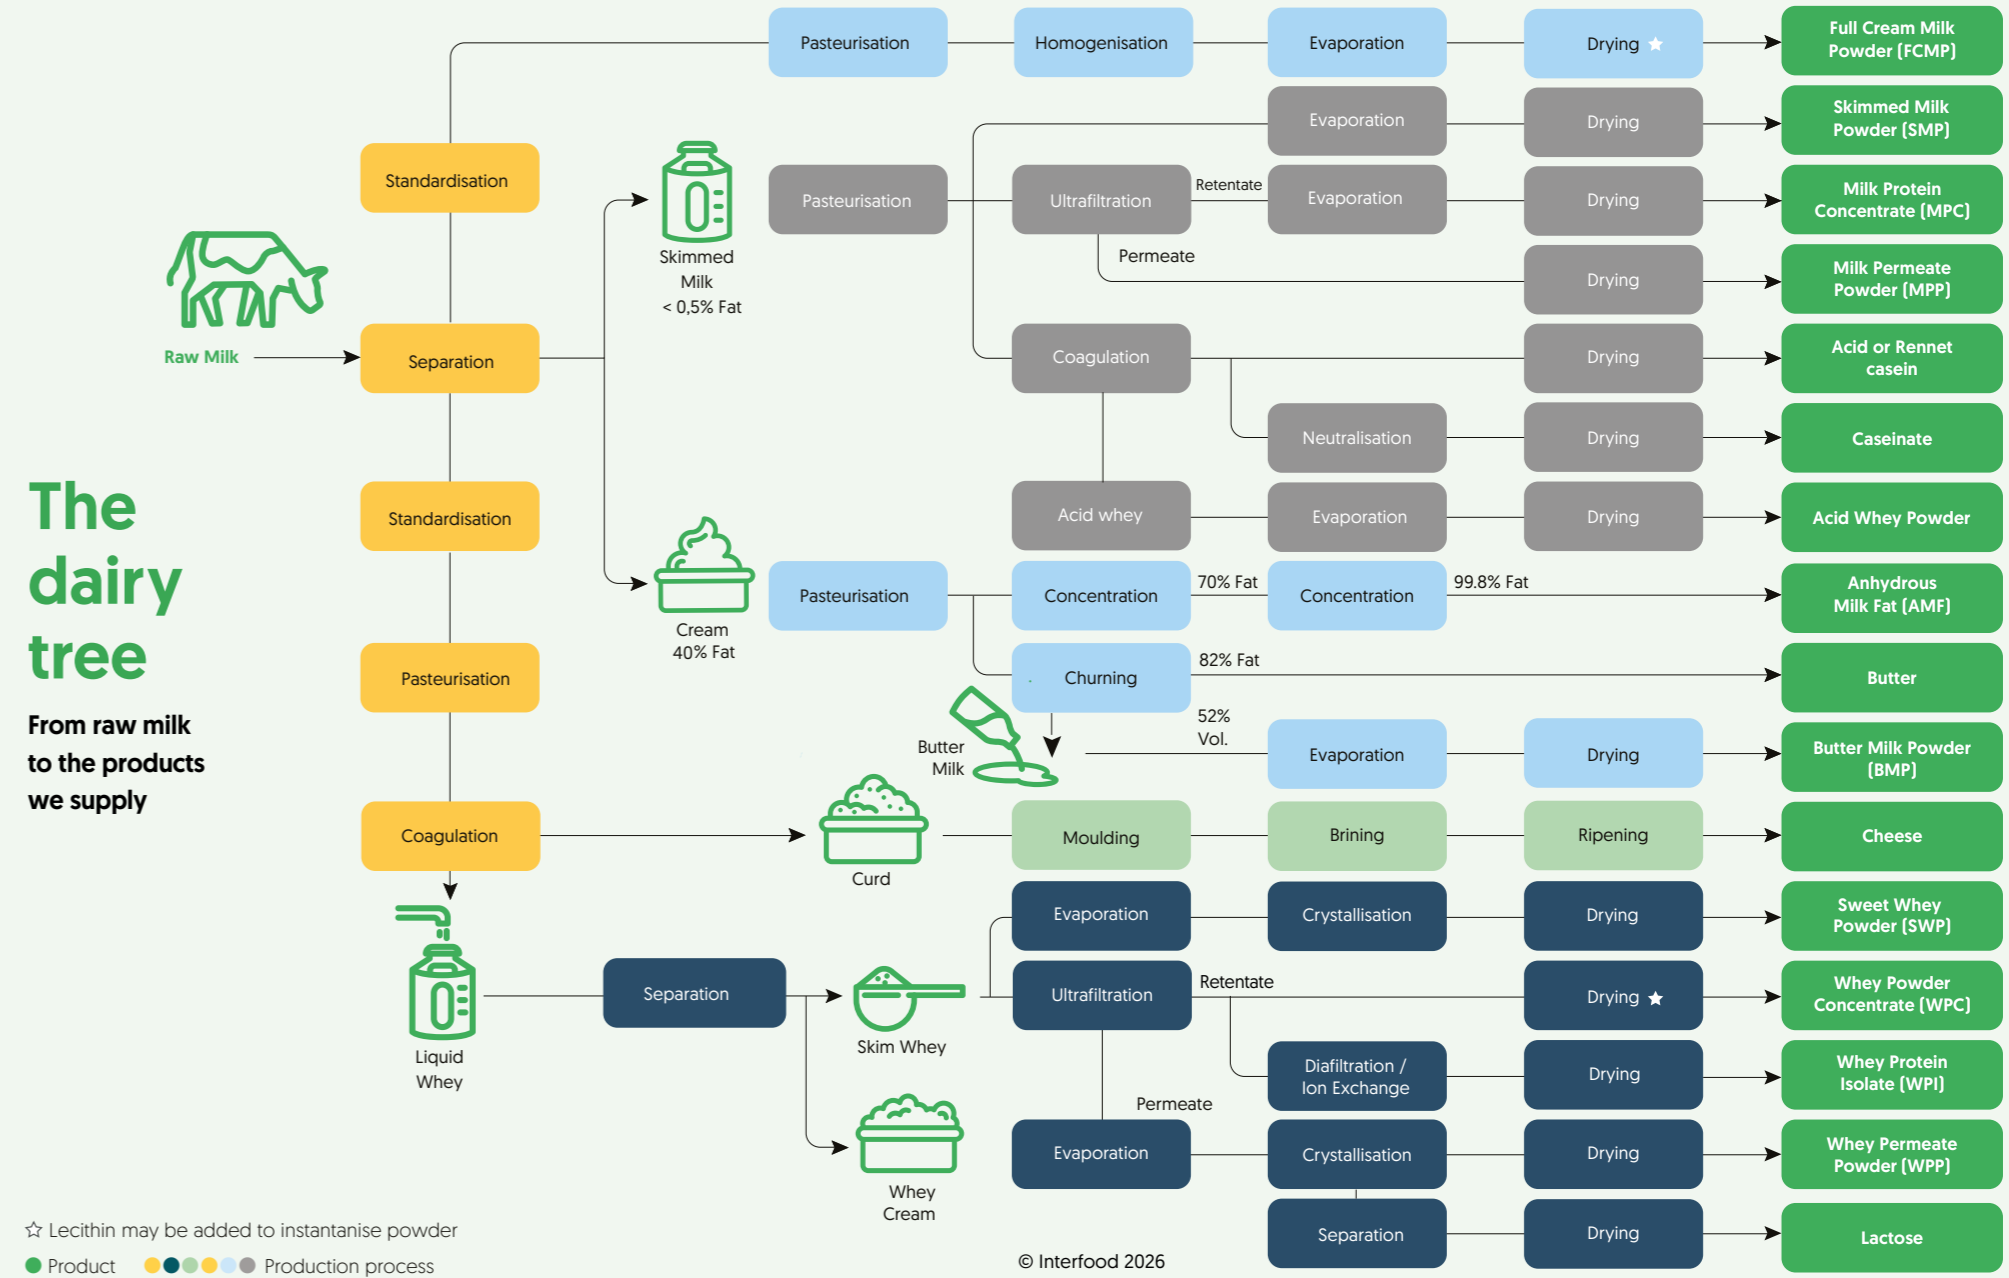 Pasteurisation
Homogenisation
Evaporation
Drying
Full Cream Milk
Powder (FCMP)
Evaporation
Drying
Skimmed Milk
Powder (SMP)
Standardisation
Pasteurisation
Ultrafiltration
Retentate
Evaporation
Drying
Milk Protein
Concentrate (MPC)
Skimmed
Milk
< 0,5% Fat
Permeate
Drying
Milk Permeate
Powder (MPP)
Raw Milk
Separation
Coagulation
Drying
Acid or Rennet
casein
Neutralisation
Drying
Caseinate
The
dairy
tree
From raw milk
to the products
we supply
Standardisation
Acid whey
Evaporation
Drying
Acid Whey Powder
Cream
40% Fat
Pasteurisation
Concentration
70% Fat
Concentration
99.8% Fat
Anhydrous
Milk Fat (AMF)
Pasteurisation
Churning
82% Fat
Butter
Butter
Milk
52%
Vol.
Evaporation
Drying
Butter Milk Powder
(BMP)
Coagulation
Curd
Moulding
Brining
Ripening
Cheese
Evaporation
Crystallisation
Drying
Sweet Whey
Powder (SWP)
Liquid
Whey
Separation
Skim Whey
Ultrafiltration
Retentate
Drying
Whey Powder
Concentrate (WPC)
Diafiltration /
Ion Exchange
Drying
Whey Protein
Isolate (WPI)
Whey
Cream
Permeate
Evaporation
Crystallisation
Drying
Whey Permeate
Powder (WPP)
Separation
Drying
Lactose
Lecithin may be added to instantanise powder
Product
Production process
© Interfood 2026